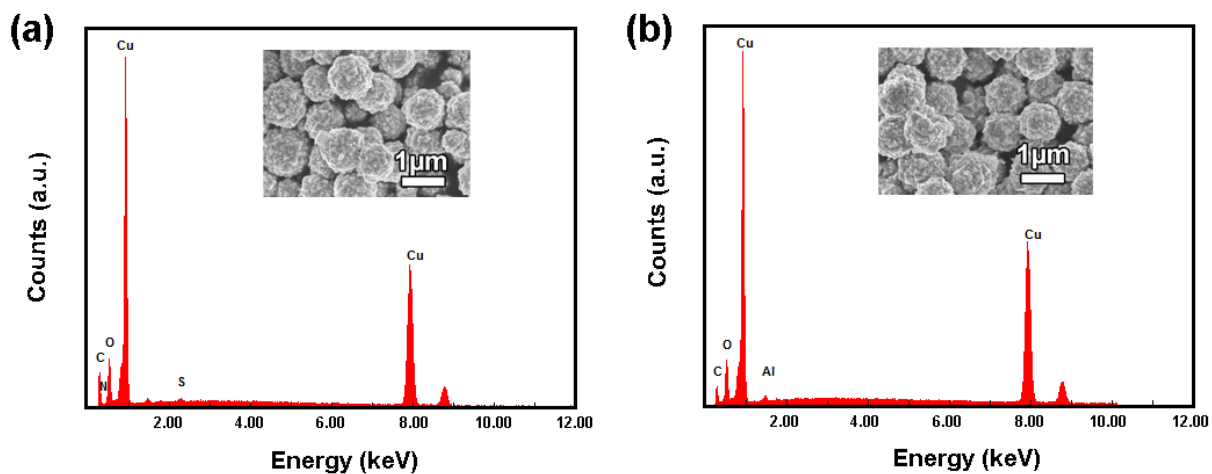 (a)
Cu
1μm
Cu
C
O
N
S
Counts (a.u.)
2.00 4.00 6.00 8.00 10.00 12.00
Energy (keV)
(b)
Cu
1μm
Cu
O
C
Al
Counts (a.u.)
2.00 4.00 6.00 8.00 10.00 12.00
Energy (keV)